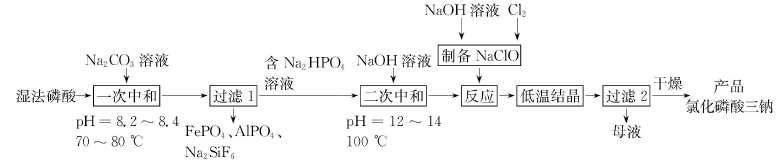 NaOH 溶液 Cl₂
Na₂CO₃ 溶液
含 Na₂HPO₄
溶液
NaOH 溶液
制备 NaClO
湿法磷酸
一次中和
过滤 1
二次中和
反应
低温结晶
过滤 2
干燥
产品
氯化磷酸三钠
pH = 8.2～8.4
70～80 ℃
FePO₄、AlPO₄、
Na₂SiF₆
pH = 12～14
100 ℃
母液